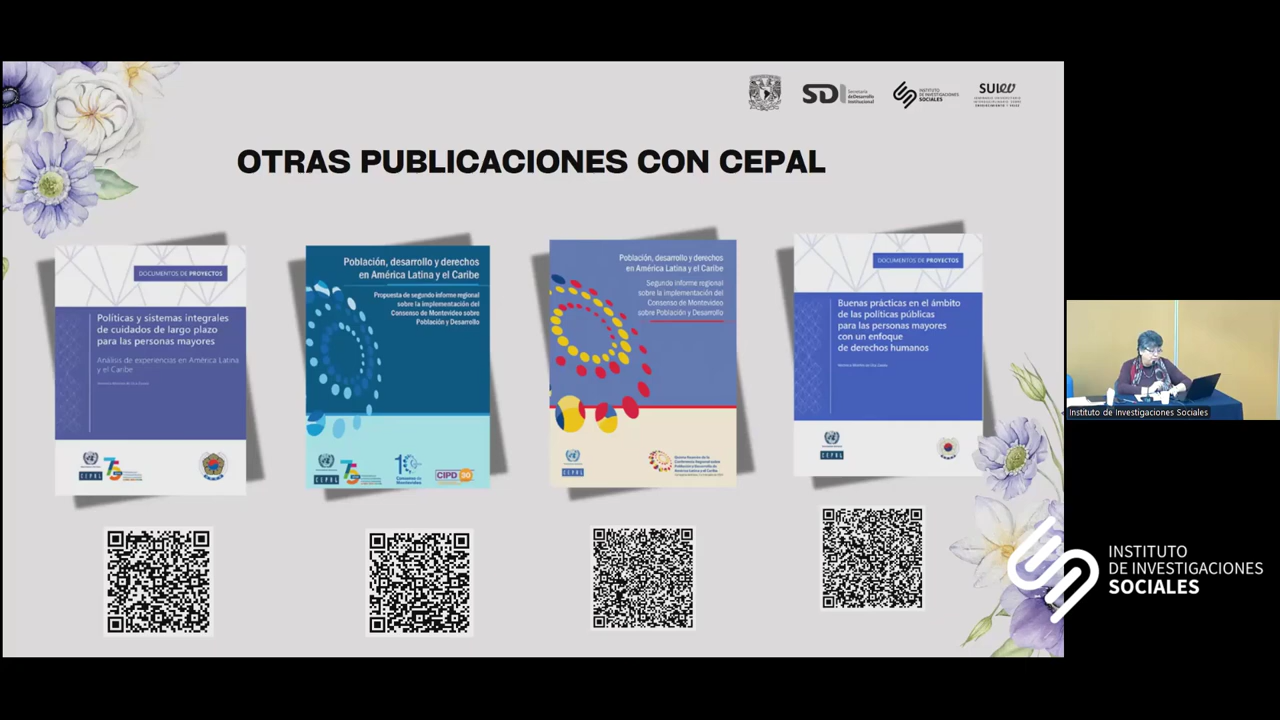 SDI
Secretaría
de Desarrollo
Institucional
INSTITUTO
DE INVESTIGACIONES
SOCIALES
SUIEV
OTRAS PUBLICACIONES CON CEPAL
DOCUMENTOS DE PROYECTOS
Políticas y sistemas integrales
de cuidados de largo plazo
para las personas mayores
Análisis de experiencias en América Latina
y el Caribe
CEPAL
75
Población, desarrollo y derechos
en América Latina y el Caribe
Propuesta de segundo informe regional
sobre la implementación del
Consenso de Montevideo sobre
Población y Desarrollo
CEPAL
75
Consenso de
Montevideo
CIPD 30
Población, desarrollo y derechos
en América Latina y el Caribe
Segundo informe regional
sobre la implementación del
Consenso de Montevideo
sobre Población y Desarrollo
CEPAL
DOCUMENTOS DE PROYECTOS
Buenas prácticas en el ámbito
de las políticas públicas
para las personas mayores
con un enfoque
de derechos humanos
CEPAL
Instituto de Investigaciones Sociales
INSTITUTO
DE INVESTIGACIONES
SOCIALES